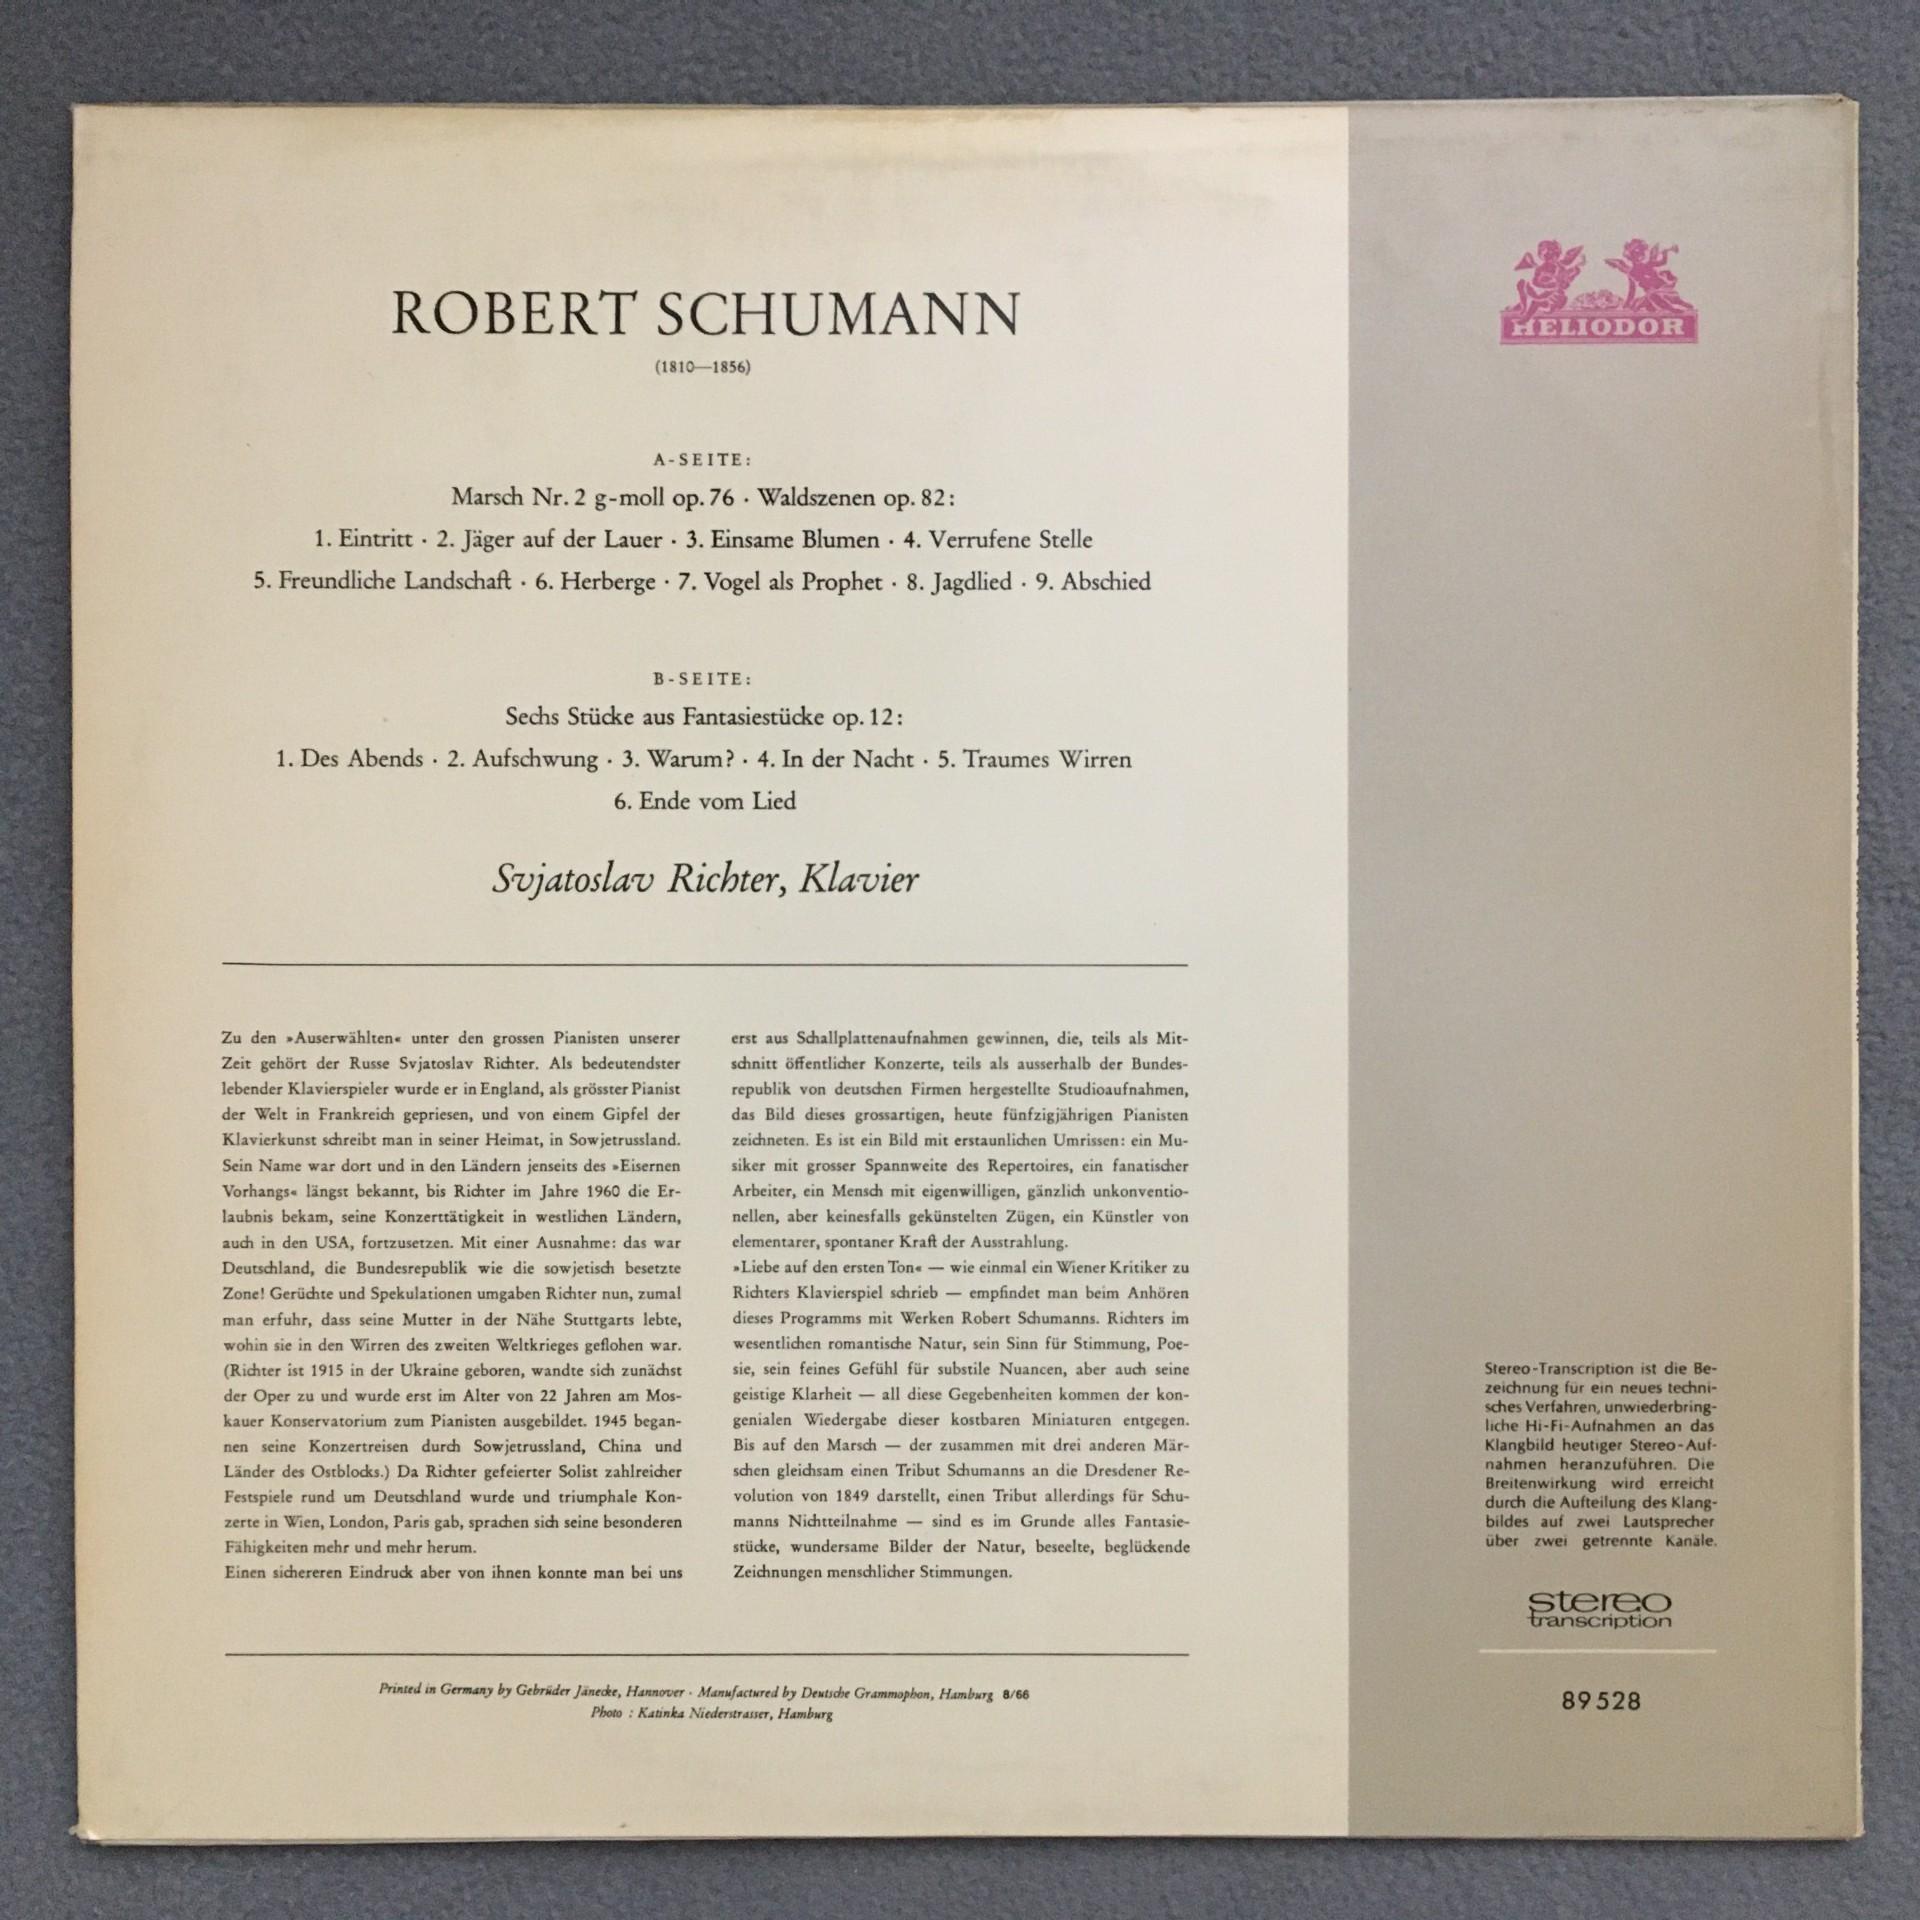 ROBERT SCHUMANN
(1810—1856)
A-SEITE:
Marsch Nr. 2 g-moll op. 76 · Waldszenen op. 82:
1. Eintritt · 2. Jäger auf der Lauer · 3. Einsame Blumen · 4. Verrufene Stelle
5. Freundliche Landschaft · 6. Herberge · 7. Vogel als Prophet · 8. Jagdlied · 9. Abschied
B-SEITE:
Sechs Stücke aus Fantasiestücke op. 12:
1. Des Abends · 2. Aufschwung · 3. Warum? · 4. In der Nacht · 5. Traumes Wirren
6. Ende vom Lied
Svjatoslav Richter, Klavier
Zu den »Auserwählten« unter den grossen Pianisten unserer
Zeit gehört der Russe Svjatoslav Richter. Als bedeutendster
lebender Klavierspieler wurde er in England, als grösster Pianist
der Welt in Frankreich gepriesen, und von einem Gipfel der
Klavierkunst schreibt man in seiner Heimat, in Sowjetrussland.
Sein Name war dort und in den Ländern jenseits des »Eisernen
Vorhangs« längst bekannt, bis Richter im Jahre 1960 die Er-
laubnis bekam, seine Konzerttätigkeit in westlichen Ländern,
auch in den USA, fortzusetzen. Mit einer Ausnahme: das war
Deutschland, die Bundesrepublik wie die sowjetisch besetzte
Zone! Gerüchte und Spekulationen umgaben Richter nun, zumal
man erfuhr, dass seine Mutter in der Nähe Stuttgarts lebte,
wohin sie in den Wirren des zweiten Weltkrieges geflohen war.
(Richter ist 1915 in der Ukraine geboren, wandte sich zunächst
der Oper zu und wurde erst im Alter von 22 Jahren am Mos-
kauer Konservatorium zum Pianisten ausgebildet. 1945 began-
nen seine Konzertreisen durch Sowjetrussland, China und
Länder des Ostblocks.) Da Richter gefeierter Solist zahlreicher
Festspiele rund um Deutschland wurde und triumphale Kon-
zerte in Wien, London, Paris gab, sprachen sich seine besonderen
Fähigkeiten mehr und mehr herum.
Einen sichereren Eindruck aber von ihnen konnte man bei uns
erst aus Schallplattenaufnahmen gewinnen, die, teils als Mit-
schnitt öffentlicher Konzerte, teils als ausserhalb der Bundes-
republik von deutschen Firmen hergestellte Studioaufnahmen,
das Bild dieses grossartigen, heute fünfzigjährigen Pianisten
zeichneten. Es ist ein Bild mit erstaunlichen Umrissen: ein Mu-
siker mit grosser Spannweite des Repertoires, ein fanatischer
Arbeiter, ein Mensch mit eigenwilligen, gänzlich unkonventio-
nellen, aber keinesfalls gekünstelten Zügen, ein Künstler von
elementarer, spontaner Kraft der Ausstrahlung.
»Liebe auf den ersten Ton« — wie einmal ein Wiener Kritiker zu
Richters Klavierspiel schrieb — empfindet man beim Anhören
dieses Programms mit Werken Robert Schumanns. Richters im
wesentlichen romantische Natur, sein Sinn für Stimmung, Poe-
sie, sein feines Gefühl für substile Nuancen, aber auch seine
geistige Klarheit — all diese Gegebenheiten kommen der kon-
genialen Wiedergabe dieser kostbaren Miniaturen entgegen.
Bis auf den Marsch — der zusammen mit drei anderen Mär-
schen gleichsam einen Tribut Schumanns an die Dresdener Re-
volution von 1849 darstellt, einen Tribut allerdings für Schu-
manns Nichtteilnahme — sind es im Grunde alles Fantasie-
stücke, wundersame Bilder der Natur, beseelte, beglückende
Zeichnungen menschlicher Stimmungen.
Printed in Germany by Gebrüder Jänecke, Hannover · Manufactured by Deutsche Grammophon, Hamburg 8/66
Photo : Katinka Niederstrasser, Hamburg
HELIODOR
Stereo-Transcription ist die Be-
zeichnung für ein neues techni-
sches Verfahren, unwiederbring-
liche Hi-Fi-Aufnahmen an das
Klangbild heutiger Stereo-Auf-
nahmen heranzuführen. Die
Breitenwirkung wird erreicht
durch die Aufteilung des Klang-
bildes auf zwei Lautsprecher
über zwei getrennte Kanäle.
stereo
transcription
89 528